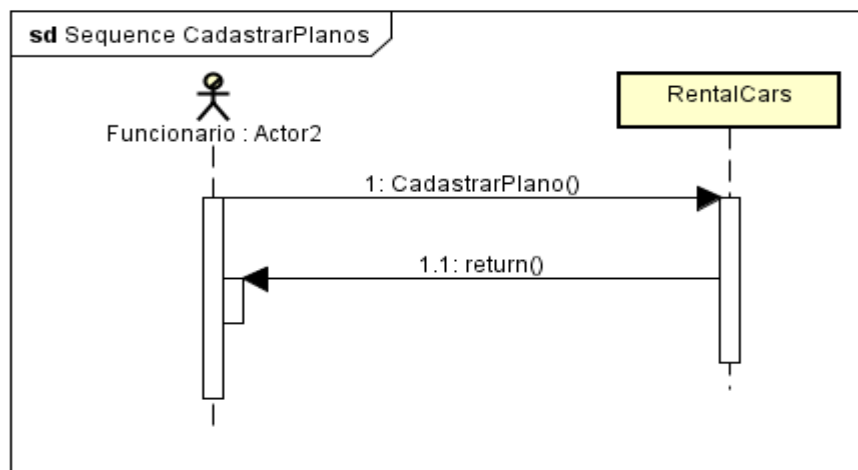 sd Sequence CadastrarPlanos
Funcionario : Actor2
RentalCars
1: CadastrarPlano()
1.1: return()